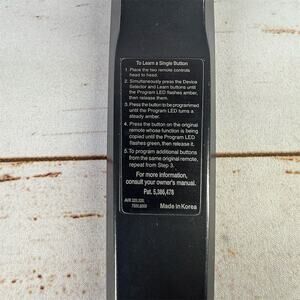 To Learn a Single Button
1. Place the two remote controls
head to head.
2. Simultaneously press the Device
Selector and Learn buttons until
the Program LED flashes amber,
then release them.
3. Press the button to be programmed
until the Program LED turns a
steady amber.
4. Press the button on the original
remote whose function is being
copied until the Program LED
flashes green, then release it.
5. To program additional buttons
from the same original remote,
repeat from Step 3.
For more information,
consult your owner's manual.
Pat. 5,386,478
Made in Korea